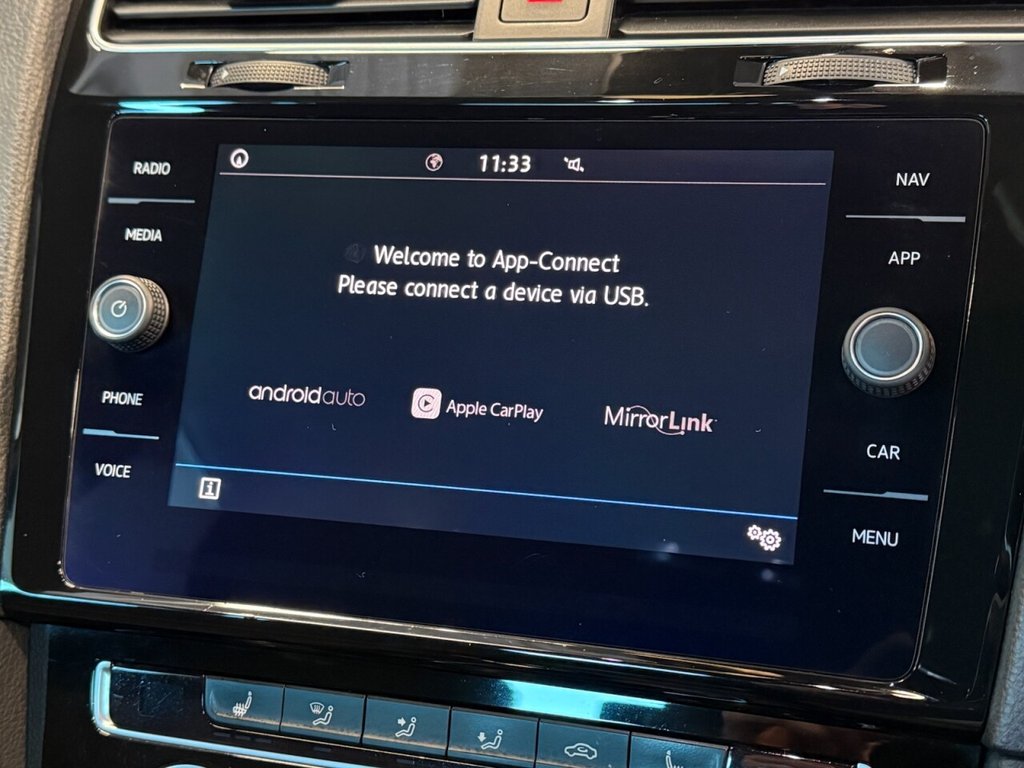 RADIO
MEDIA
PHONE
VOICE
11:33
Welcome to App-Connect
Please connect a device via USB.
androidauto
Apple CarPlay
MirrorLink
NAV
APP
CAR
MENU